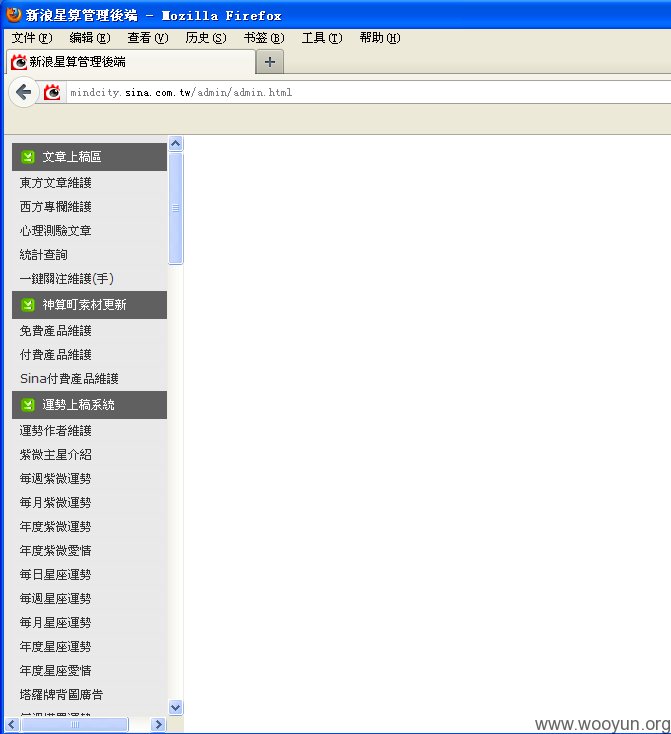 新浪星算管理後端 - Mozilla Firefox
文件(F) 编辑(E) 查看(V) 历史(S) 书签(B) 工具(T) 帮助(H)
新浪星算管理後端
mindcity.sina.com.tw/admin/admin.html
文章上稿區
東方文章維護
西方專欄維護
心理測驗文章
統計查詢
一鍵關注維護(手)
神算町素材更新
免費產品維護
付費產品維護
Sina付費產品維護
運勢上稿系統
運勢作者維護
紫微主星介紹
每週紫微運勢
每月紫微運勢
年度紫微運勢
年度紫微愛情
每日星座運勢
每週星座運勢
每月星座運勢
年度星座運勢
年度星座愛情
塔羅牌背圖廣告
www.wooyun.org